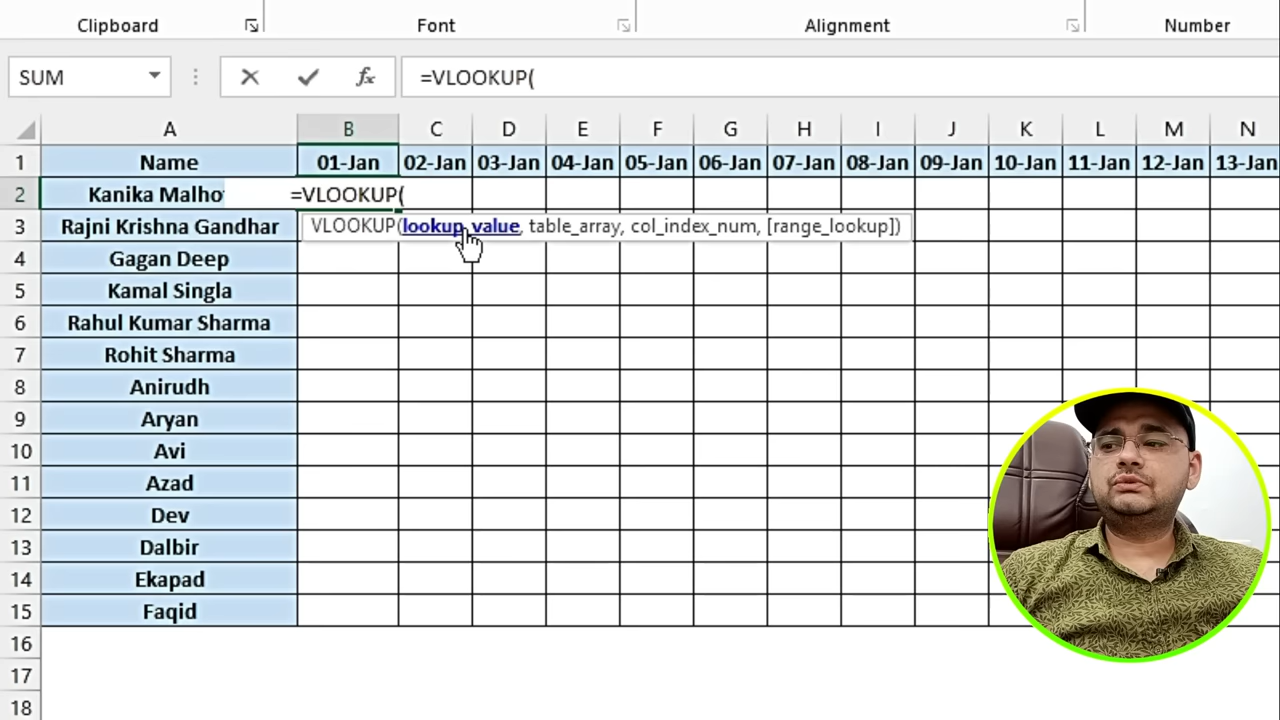 Clipboard Font Alignment Number
SUM =VLOOKUP(
A B C D E F G H I J K L M N
1 Name 01-Jan 02-Jan 03-Jan 04-Jan 05-Jan 06-Jan 07-Jan 08-Jan 09-Jan 10-Jan 11-Jan 12-Jan 13-Jan
2 Kanika Malho =VLOOKUP(
3 Rajni Krishna Gandhar VLOOKUP(lookup_value, table_array, col_index_num, [range_lookup])
4 Gagan Deep
5 Kamal Singla
6 Rahul Kumar Sharma
7 Rohit Sharma
8 Anirudh
9 Aryan
10 Avi
11 Azad
12 Dev
13 Dalbir
14 Ekapad
15 Faqid
16
17
18